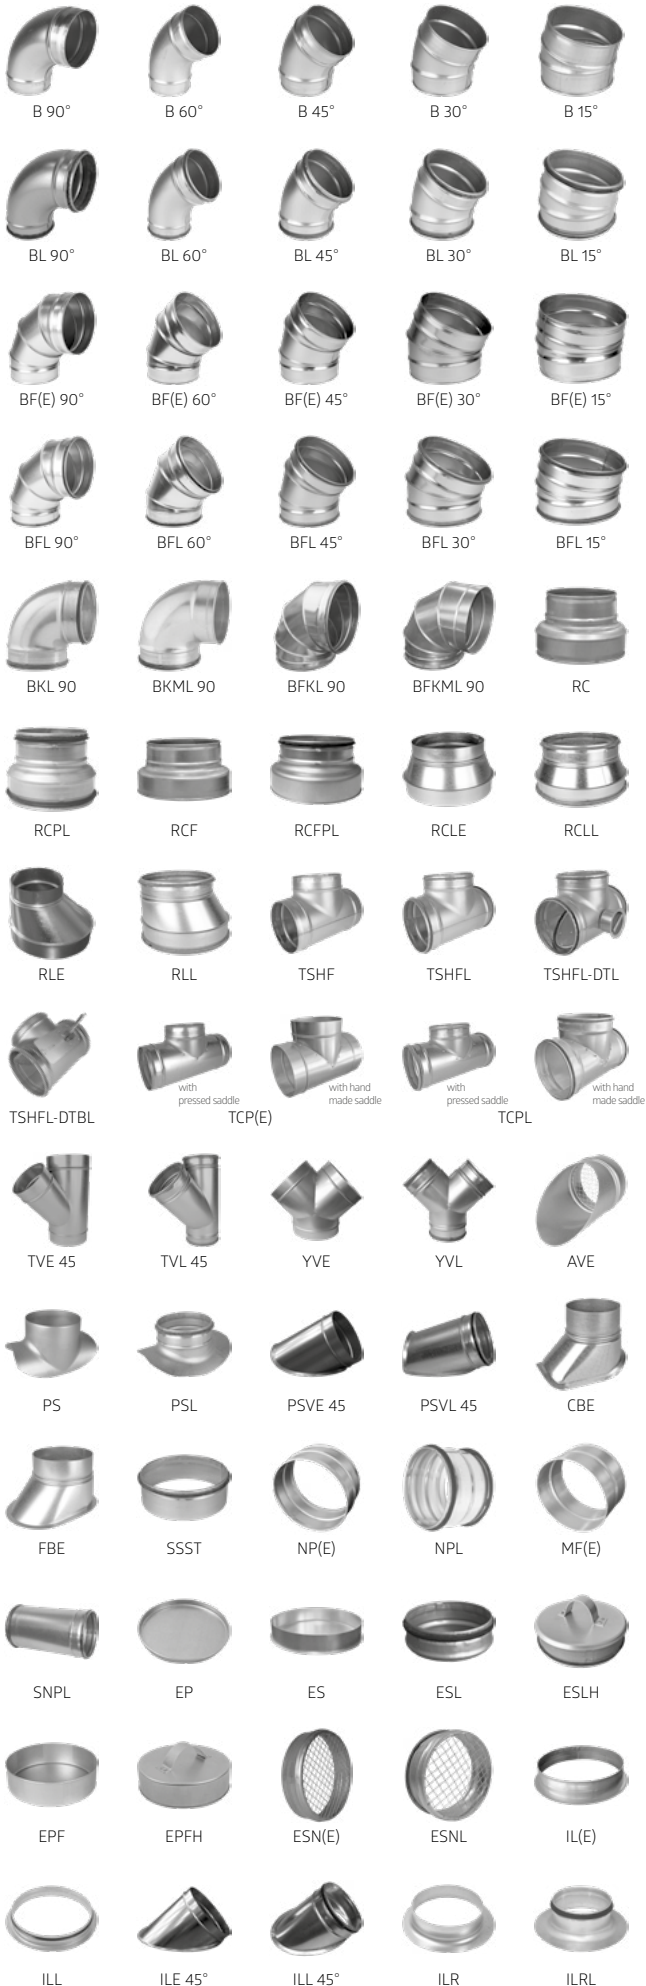 B 90° B 60° B 45° B 30° B 15°
BL 90° BL 60° BL 45° BL 30° BL 15°
BF(E) 90° BF(E) 60° BF(E) 45° BF(E) 30° BF(E) 15°
BFL 90° BFL 60° BFL 45° BFL 30° BFL 15°
BKL 90 BKML 90 BFKL 90 BFKML 90 RC
RCPL RCF RCFPL RCLE RCLL
RLE RLL TSHF TSHFL TSHFL-DTL
with with hand with with hand
pressed saddle made saddle pressed saddle made saddle
TSHFL-DTBL TCP(E) TCPL
TVE 45 TVL 45 YVE YVL AVE
PS PSL PSVE 45 PSVL 45 CBE
FBE SSST NP(E) NPL MF(E)
SNPL EP ES ESL ESLH
EPF EPFH ESN(E) ESNL IL(E)
ILL ILE 45° ILL 45° ILR ILRL